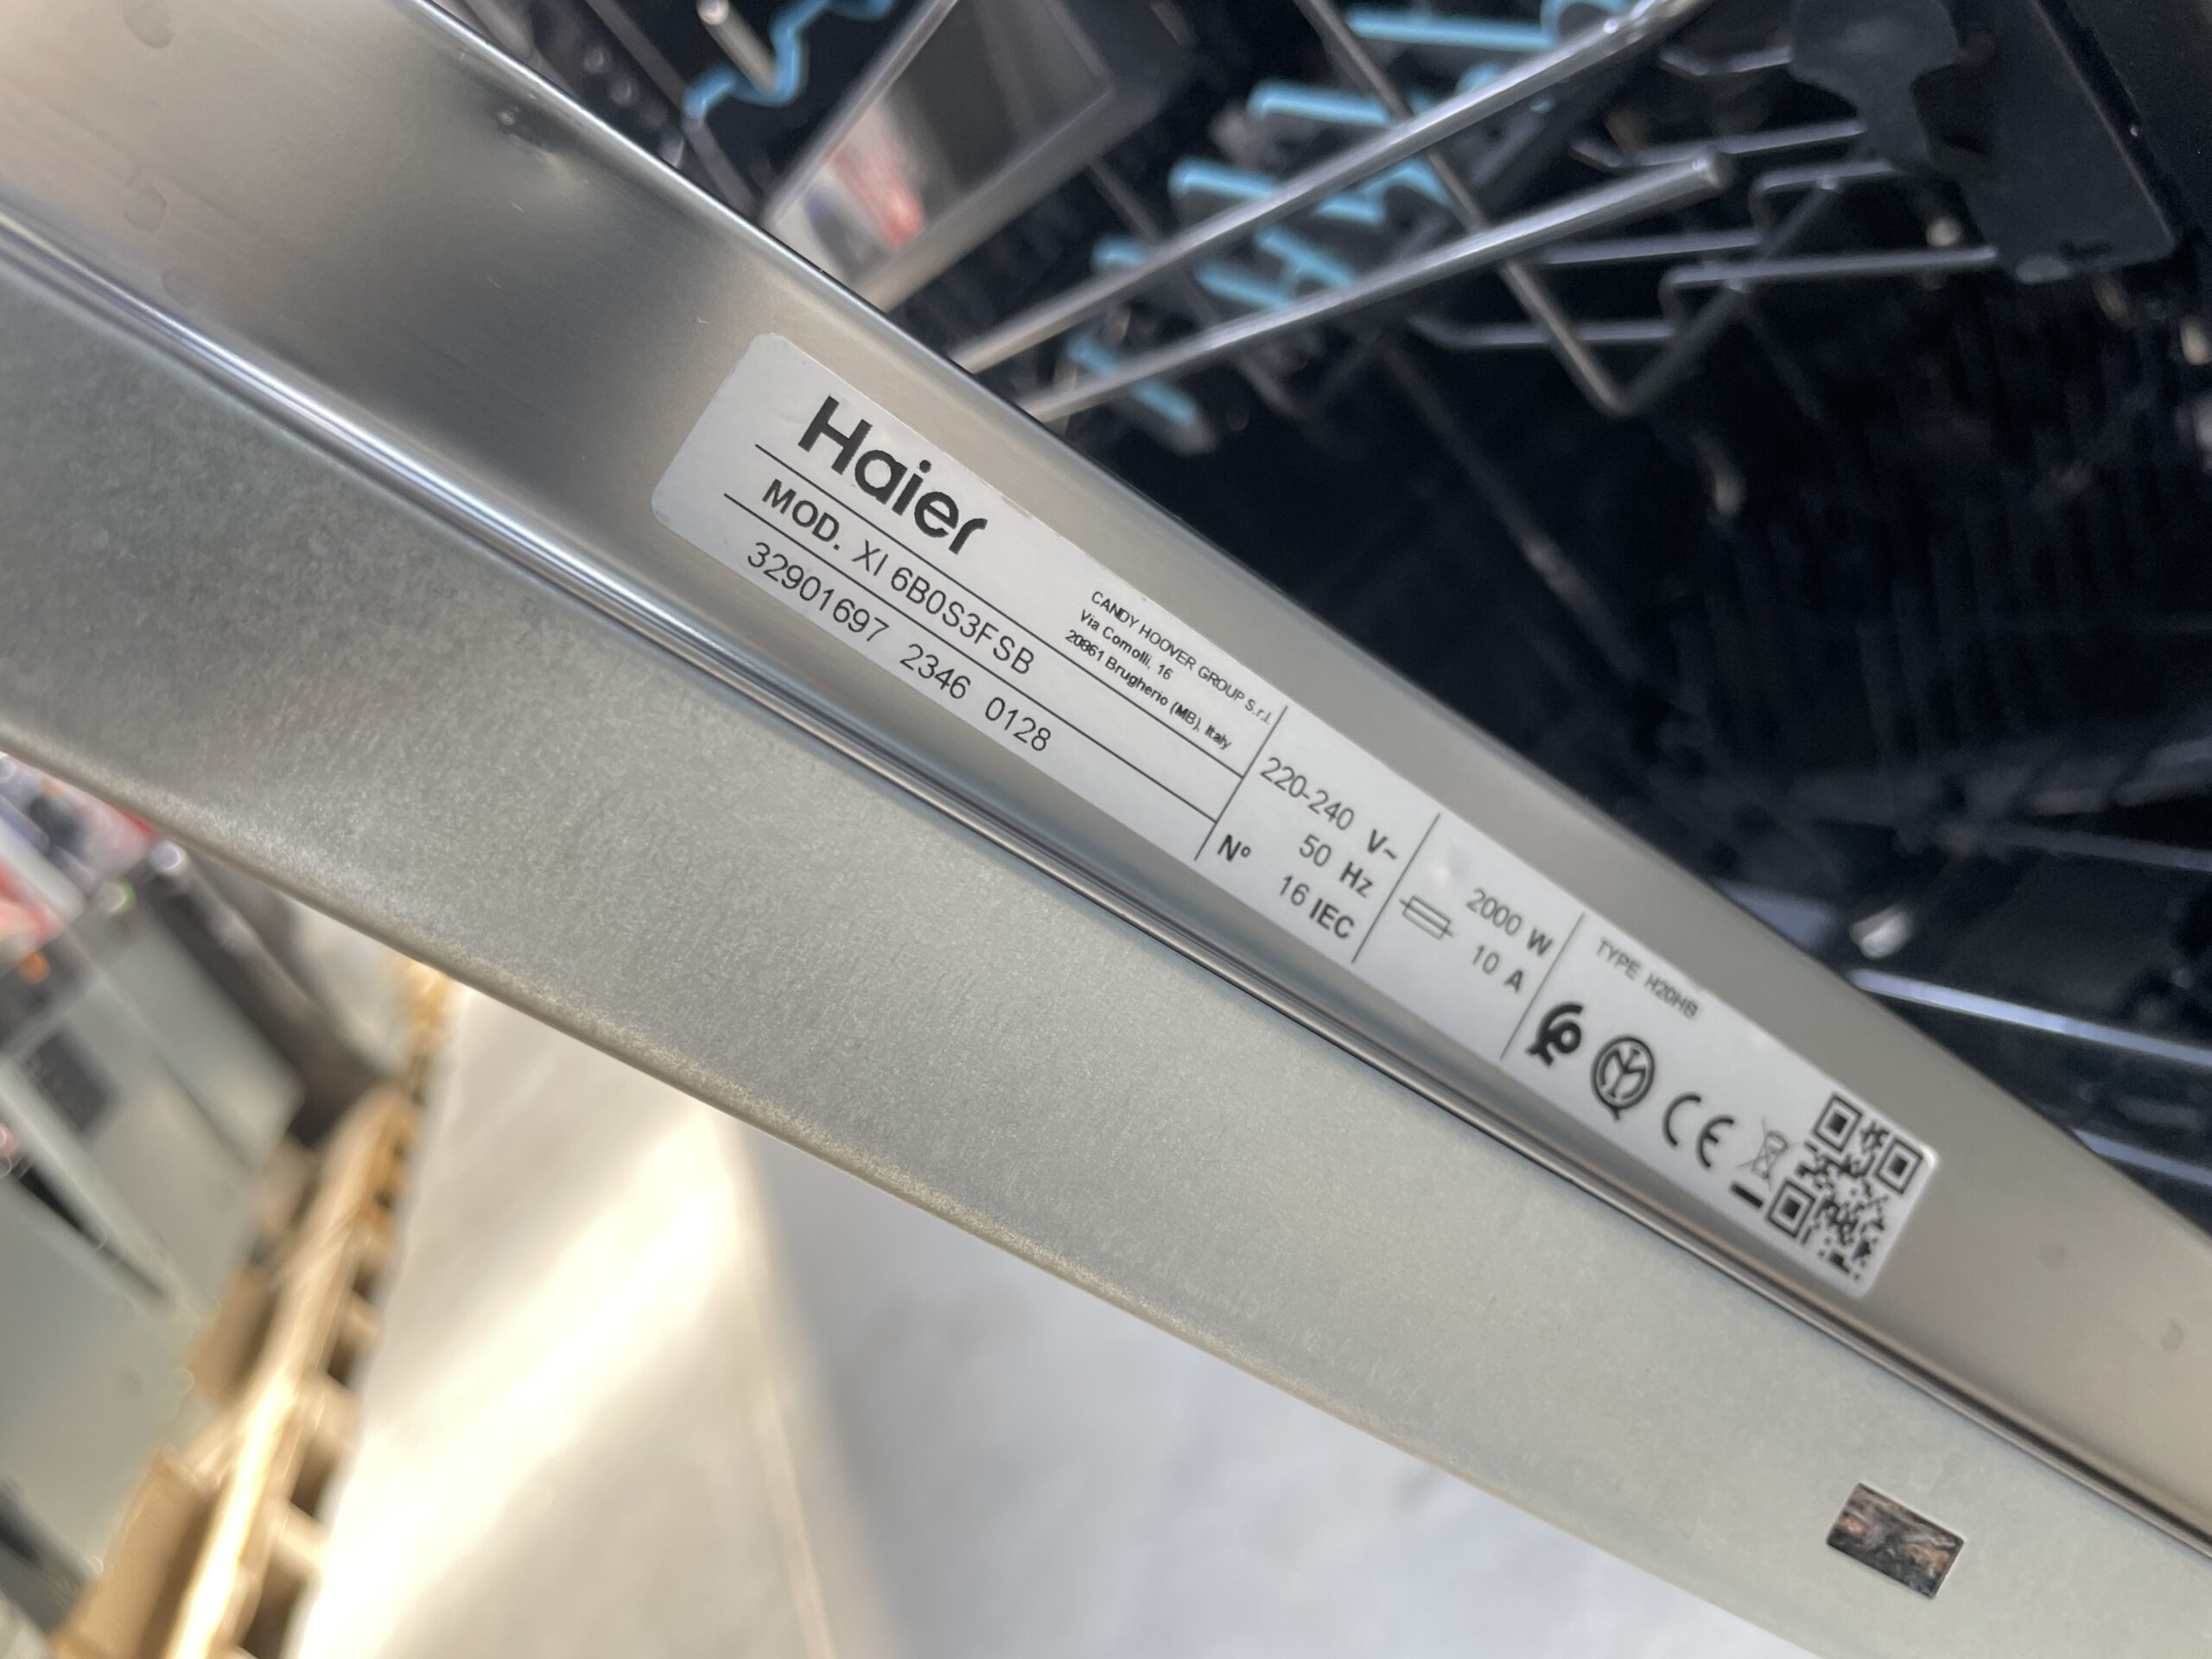 Haier
CANDY HOOVER GROUP S.r.l.
Via Comolli, 16
20861 Brugherio (MB), Italy
MOD. XI 6B0S3FSB
32901697 2346 0128
220-240 V~
50 Hz
Nº 16 IEC
2000 W
10 A
TYPE H20HB
CE